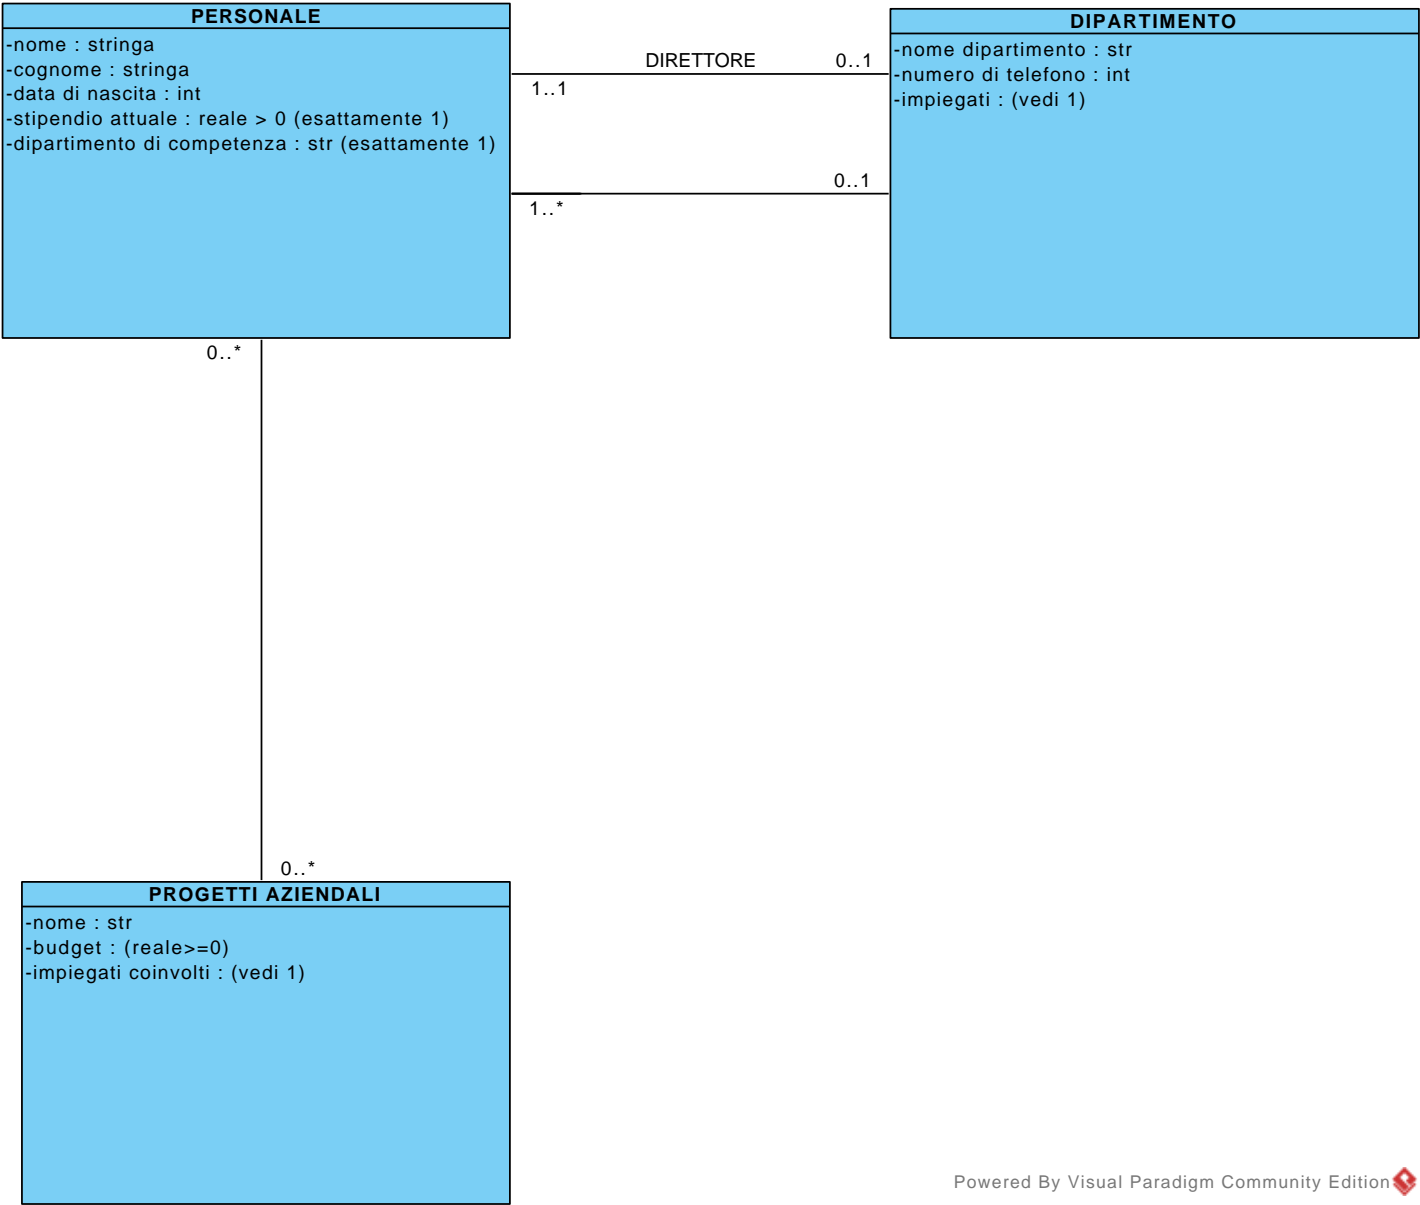 PERSONALE
-nome : stringa
-cognome : stringa
-data di nascita : int
-stipendio attuale : reale > 0 (esattamente 1)
-dipartimento di competenza : str (esattamente 1)
DIRETTORE
0..1
1..1
0..1
1..*
DIPARTIMENTO
-nome dipartimento : str
-numero di telefono : int
-impiegati : (vedi 1)
0..*
0..*
PROGETTI AZIENDALI
-nome : str
-budget : (reale>=0)
-impiegati coinvolti : (vedi 1)
Powered By Visual Paradigm Community Edition